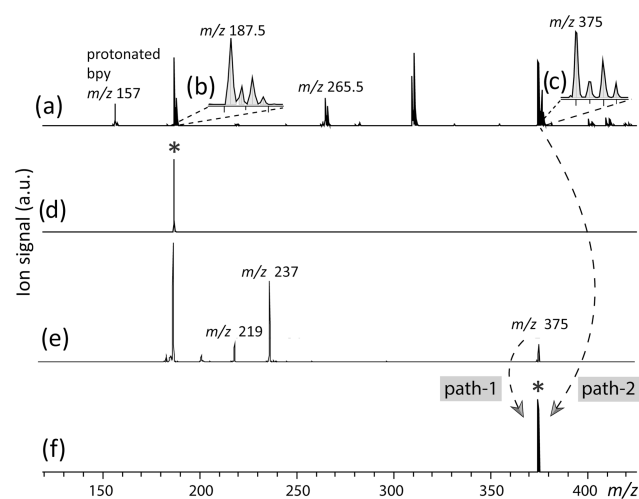 m/z 187.5
m/z 375
protonated
bpy
m/z 157
(b)
m/z 265.5
(c)
(a)
*
(d)
Ion signal (a.u.)
m/z 237
m/z 219
m/z 375
(e)
path-1
*
path-2
(f)
150 200 250 300 350 400 m/z